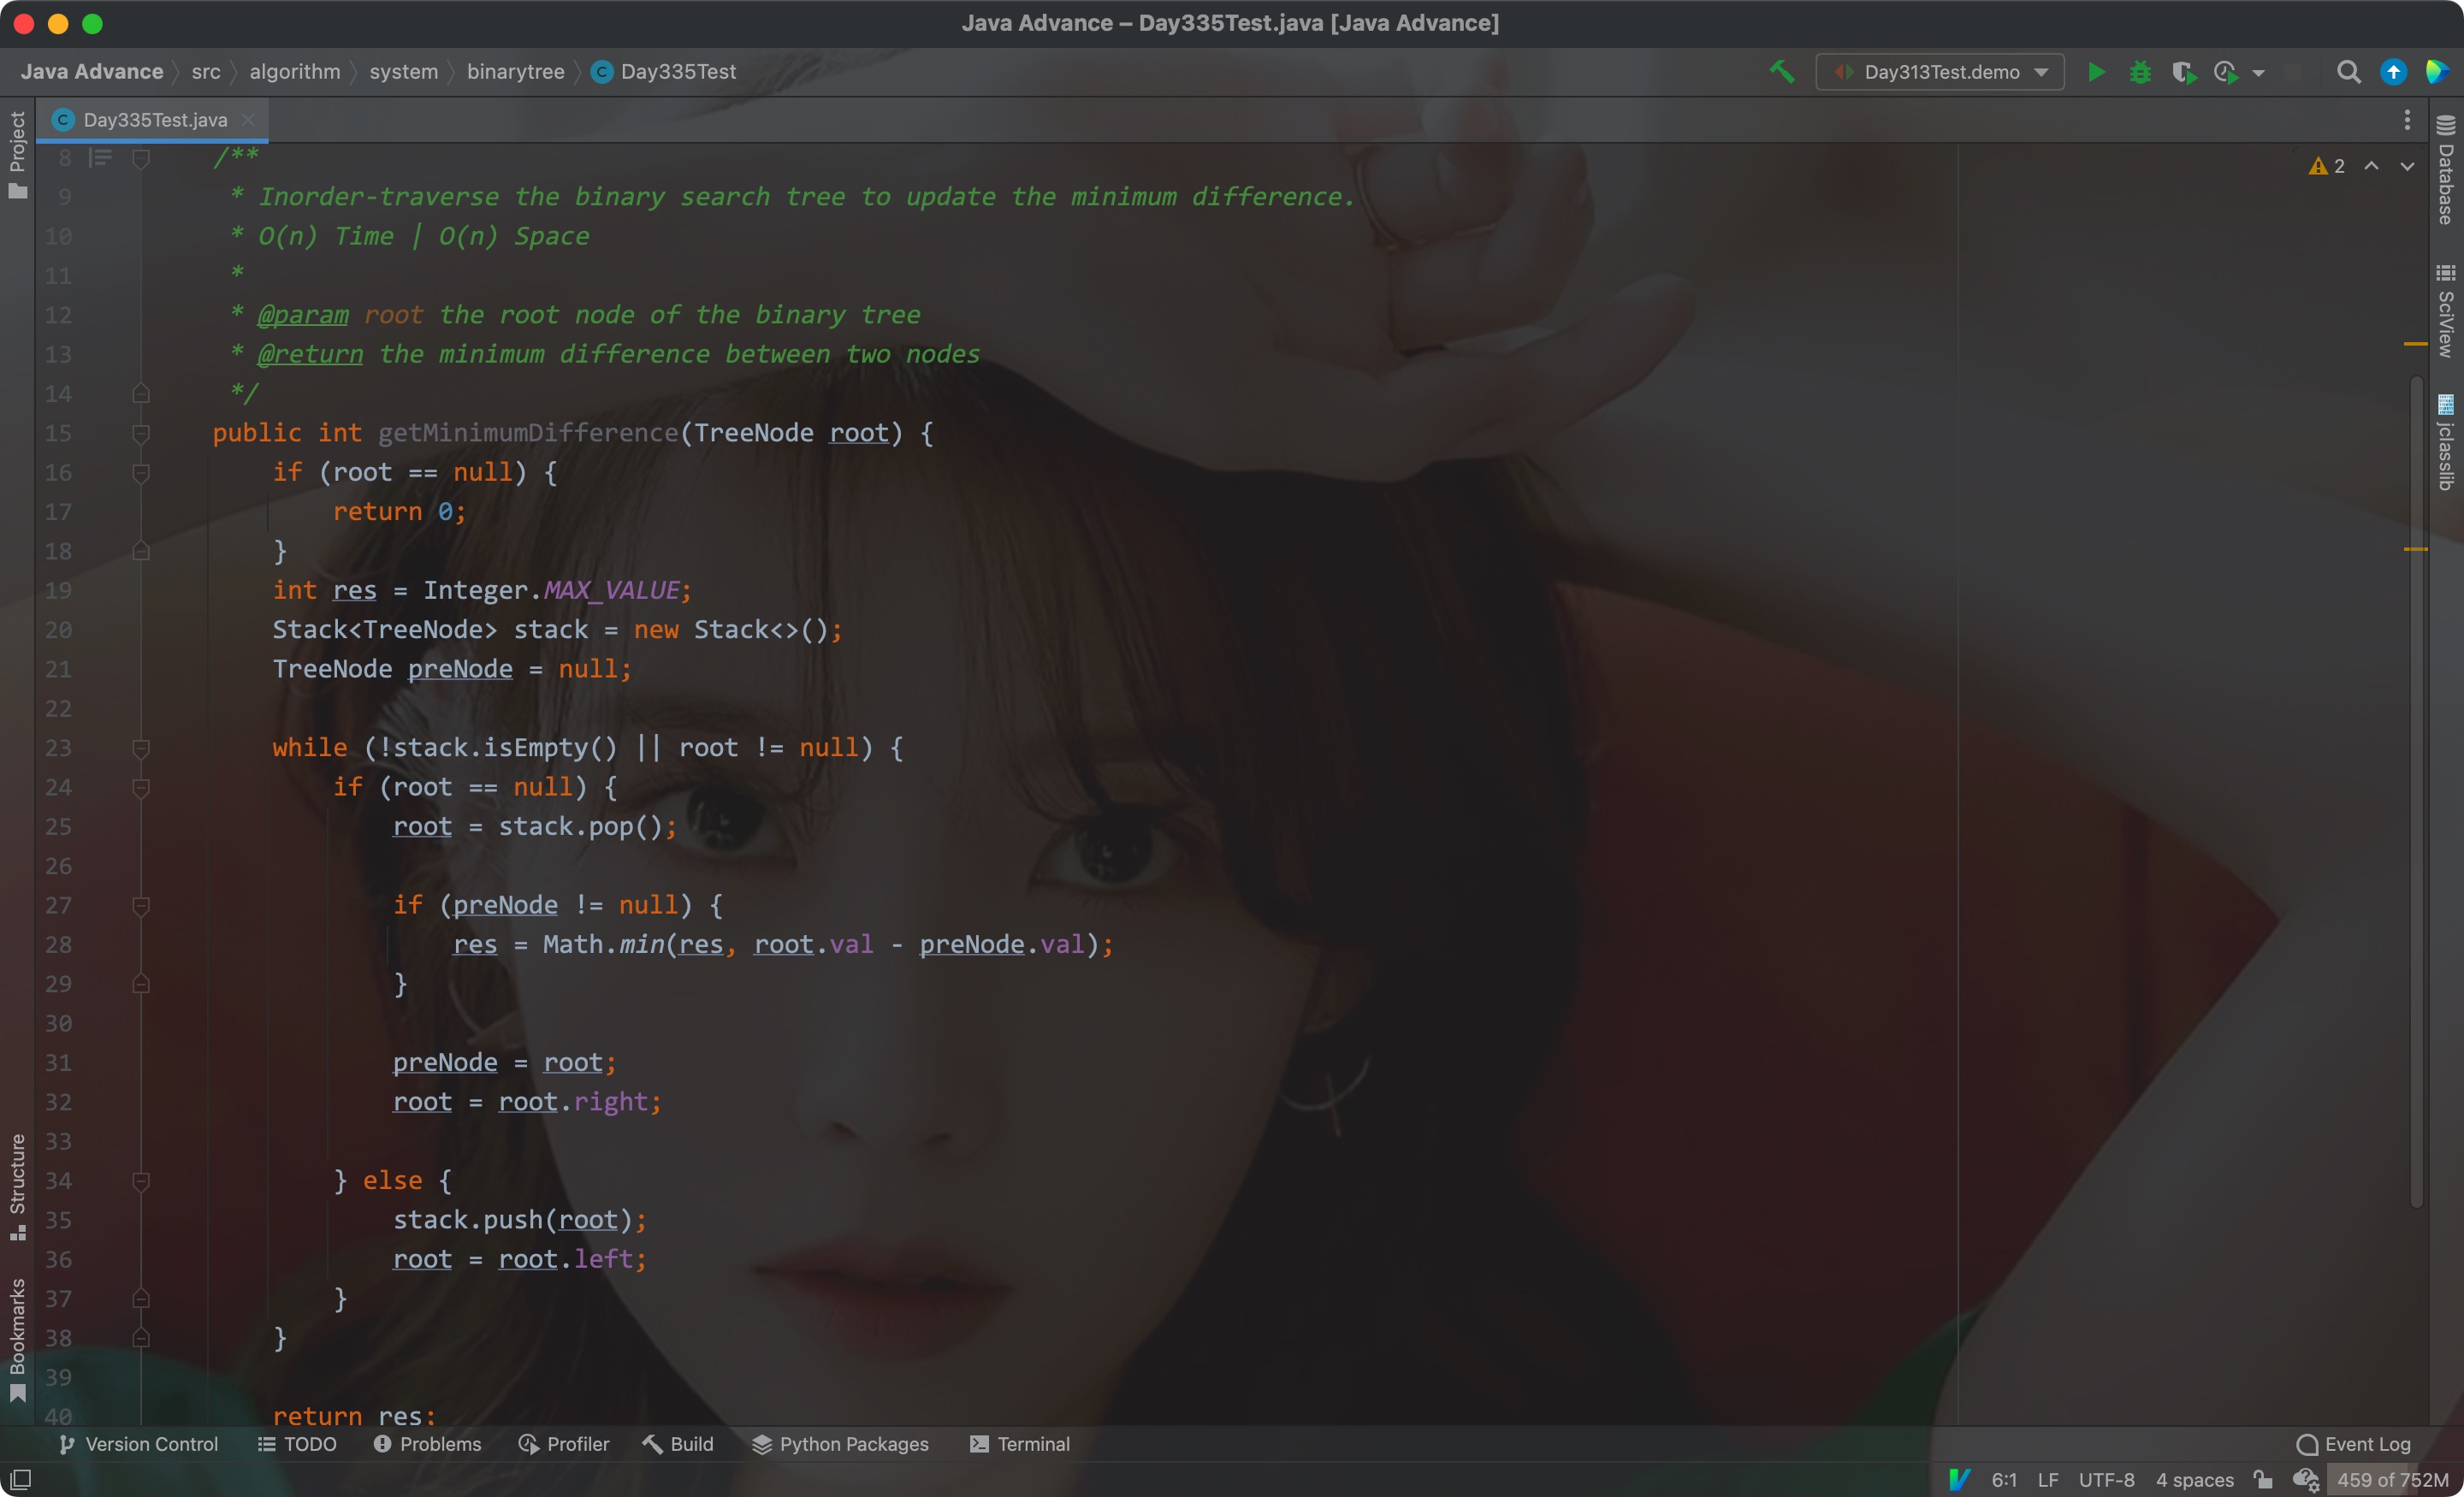 Java Advance – Day335Test.java [Java Advance]
Java Advance src algorithm system binarytree Day335Test
Day313Test.demo
Project
Day335Test.java
2
Database
SciView
jclasslib
8 /**
9 * Inorder-traverse the binary search tree to update the minimum difference.
10 * O(n) Time | O(n) Space
11 *
12 * @param root the root node of the binary tree
13 * @return the minimum difference between two nodes
14 */
15 public int getMinimumDifference(TreeNode root) {
16 if (root == null) {
17 return 0;
18 }
19 int res = Integer.MAX_VALUE;
20 Stack<TreeNode> stack = new Stack<>();
21 TreeNode preNode = null;
22
23 while (!stack.isEmpty() || root != null) {
24 if (root == null) {
25 root = stack.pop();
26
27 if (preNode != null) {
28 res = Math.min(res, root.val - preNode.val);
29 }
30
31 preNode = root;
32 root = root.right;
33
34 } else {
35 stack.push(root);
36 root = root.left;
37 }
38 }
39
40 return res;
Structure
Bookmarks
Version Control TODO Problems Profiler Build Python Packages Terminal Event Log
6:1 LF UTF-8 4 spaces 459 of 752M